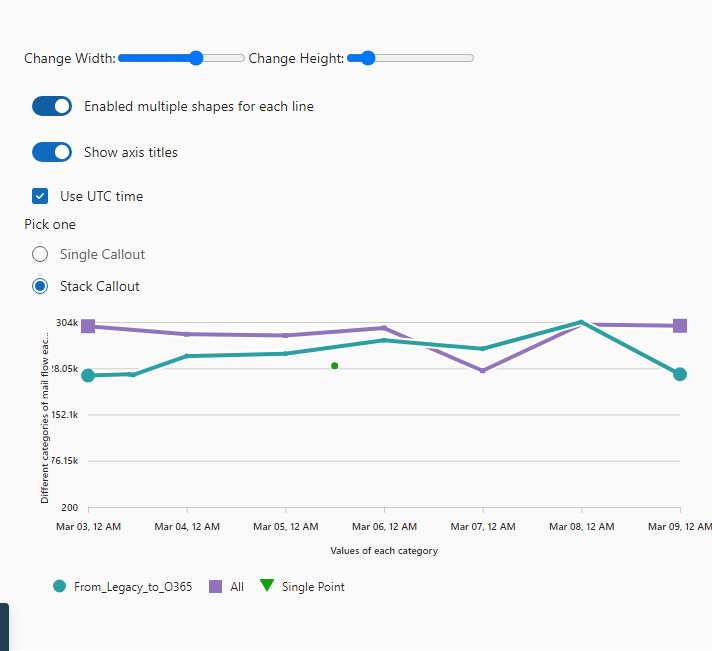 Change Width: Change Height:
Enabled multiple shapes for each line
Show axis titles
Use UTC time
Pick one
Single Callout
Stack Callout
304k
28.05k
152.1k
76.15k
200
Different categories of mail flow eac...
Mar 03, 12 AM Mar 04, 12 AM Mar 05, 12 AM Mar 06, 12 AM Mar 07, 12 AM Mar 08, 12 AM Mar 09, 12 AM
Values of each category
From_Legacy_to_O365 All Single Point